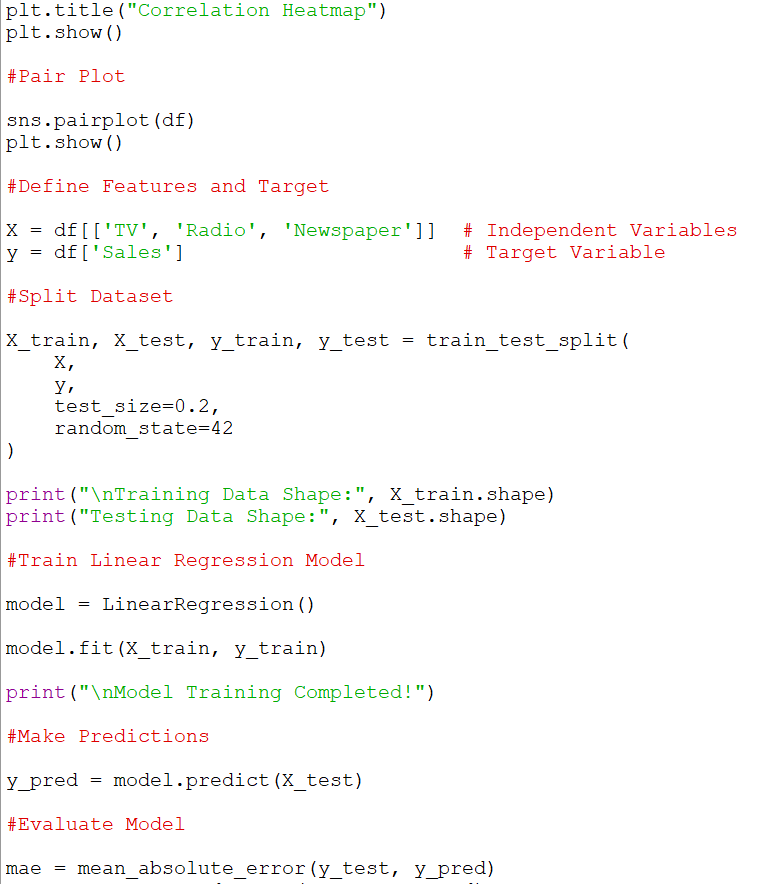 plt.title("Correlation Heatmap")
plt.show()
#Pair Plot
sns.pairplot(df)
plt.show()
#Define Features and Target
X = df[['TV', 'Radio', 'Newspaper']]  # Independent Variables
y = df['Sales']                       # Target Variable
#Split Dataset
X_train, X_test, y_train, y_test = train_test_split(
    X,
    y,
    test_size=0.2,
    random_state=42
)
print("\nTraining Data Shape:", X_train.shape)
print("Testing Data Shape:", X_test.shape)
#Train Linear Regression Model
model = LinearRegression()
model.fit(X_train, y_train)
print("\nModel Training Completed!")
#Make Predictions
y_pred = model.predict(X_test)
#Evaluate Model
mae = mean_absolute_error(y_test, y_pred)